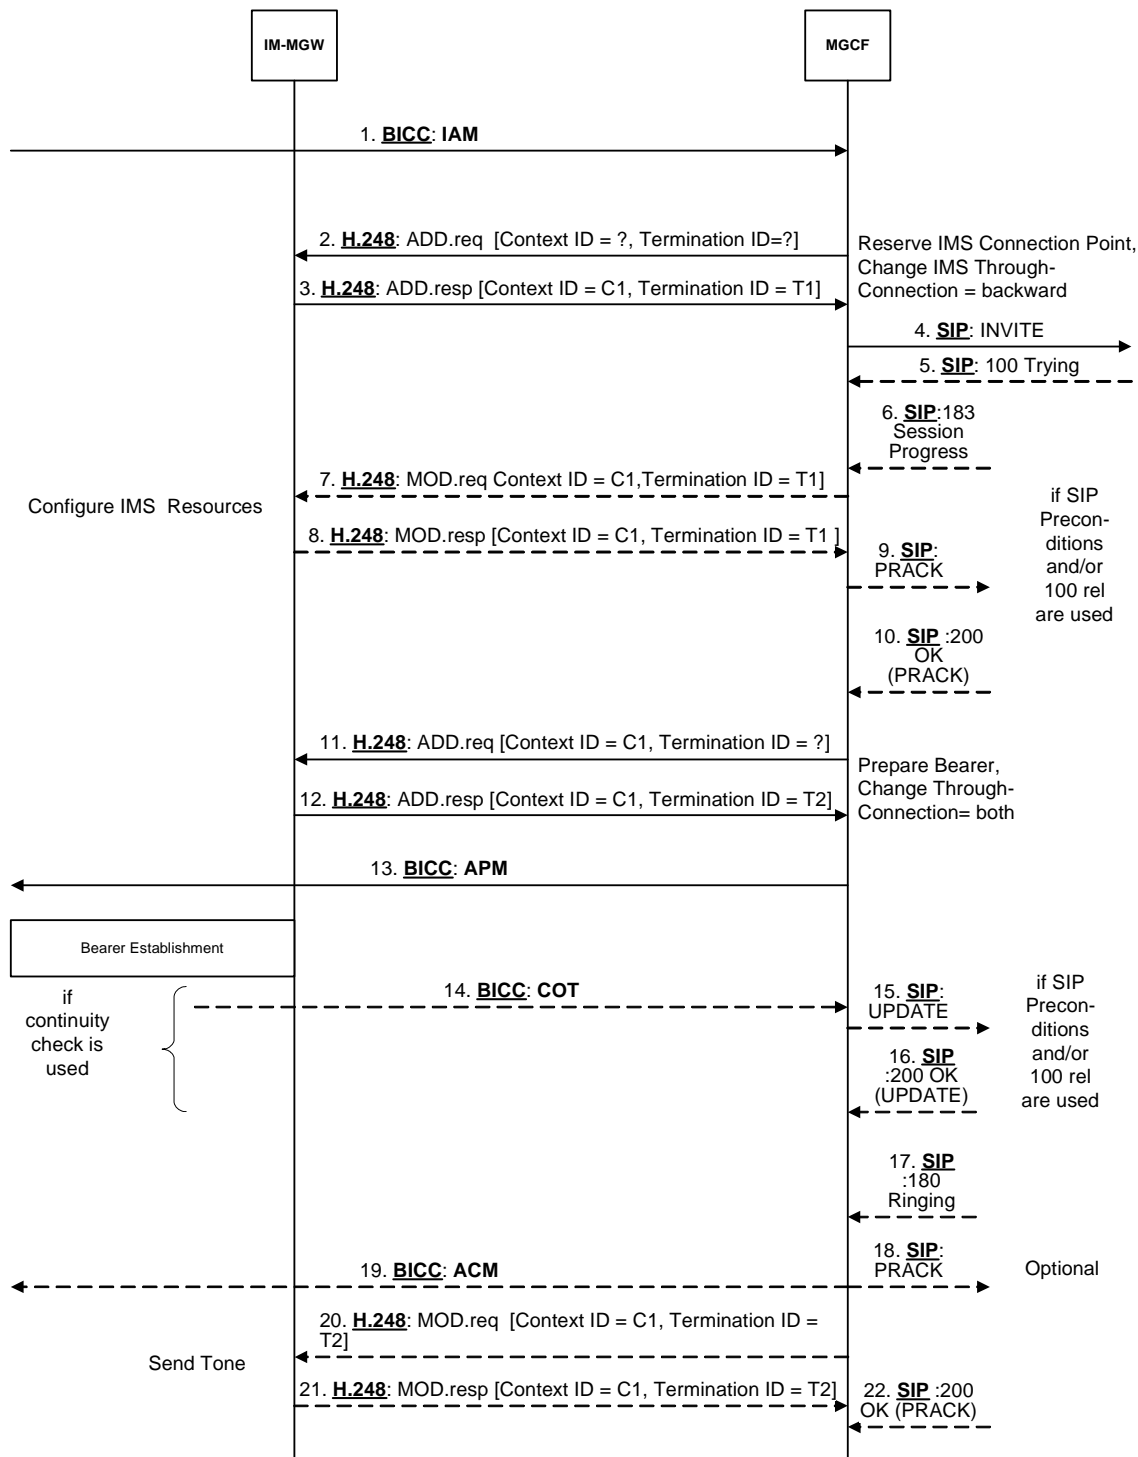 IM-MGW
MGCF
1. BICC: IAM
2. H.248: ADD.req  [Context ID = ?, Termination ID=?]
Reserve IMS Connection Point,
Change IMS Through-
Connection = backward
3. H.248: ADD.resp [Context ID = C1, Termination ID = T1]
4. SIP: INVITE
5. SIP: 100 Trying
6. SIP:183
Session
Progress
7. H.248: MOD.req Context ID = C1,Termination ID = T1]
Configure IMS  Resources
8. H.248: MOD.resp [Context ID = C1, Termination ID = T1 ]
if SIP
Precon-
ditions
and/or
100 rel
are used
9. SIP:
PRACK
10. SIP :200
OK
(PRACK)
11. H.248: ADD.req [Context ID = C1, Termination ID = ?]
Prepare Bearer,
Change Through-
Connection= both
12. H.248: ADD.resp [Context ID = C1, Termination ID = T2]
13. BICC: APM
Bearer Establishment
if
continuity
check is
used
14. BICC: COT
15. SIP:
UPDATE
if SIP
Precon-
ditions
and/or
100 rel
are used
16. SIP
:200 OK
(UPDATE)
17. SIP
:180
Ringing
18. SIP:
PRACK
Optional
19. BICC: ACM
20. H.248: MOD.req  [Context ID = C1, Termination ID =
T2]
Send Tone
21. H.248: MOD.resp [Context ID = C1, Termination ID = T2]
22. SIP :200
OK (PRACK)